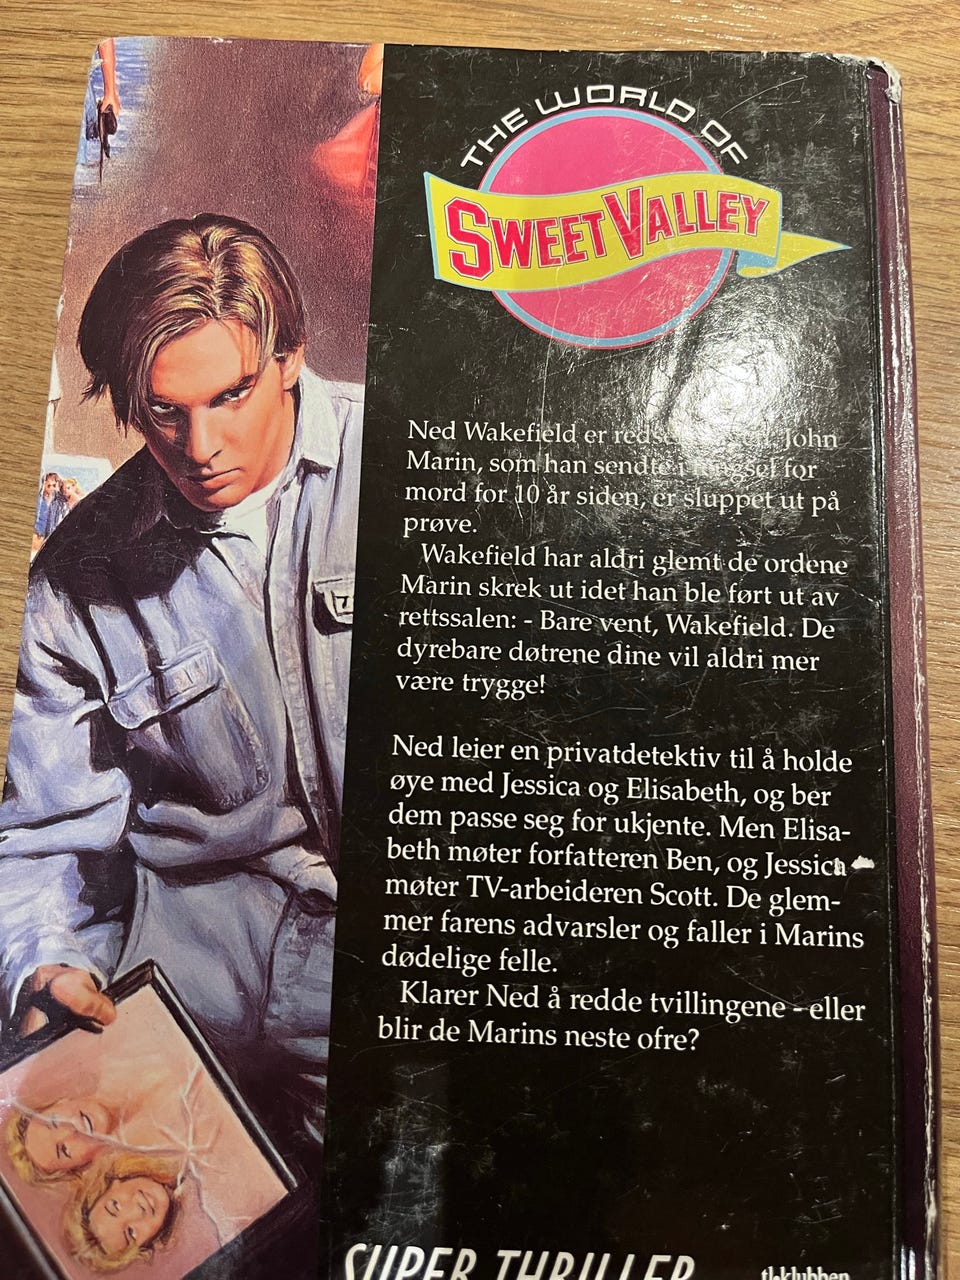 THE WORLD OF
SWEET VALLEY
Ned Wakefield er John
Marin, som han sendte i fengsel for
mord for 10 år siden, er sluppet ut på
prøve.
Wakefield har aldri glemt de ordene
Marin skrek ut idet han ble ført ut av
rettssalen: - Bare vent, Wakefield. De
dyrebare døtrene dine vil aldri mer
være trygge!
Ned leier en privatdetektiv til å holde
øye med Jessica og Elisabeth, og ber
dem passe seg for ukjente. Men Elisa-
beth møter forfatteren Ben, og Jessica
møter TV-arbeideren Scott. De glem-
mer farens advarsler og faller i Marins
dødelige felle.
Klarer Ned å redde tvillingene - eller
blir de Marins neste ofre?
SUPER THRILLER